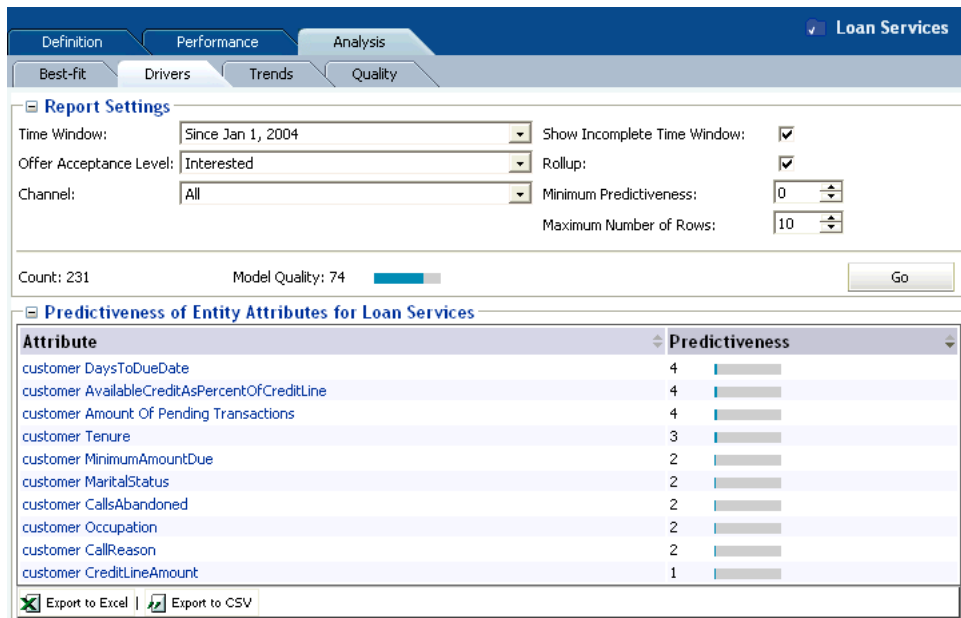 Loan Services
Definition Performance Analysis
Best-fit Drivers Trends Quality
Report Settings
Time Window: Since Jan 1, 2004 Show Incomplete Time Window:
Offer Acceptance Level: Interested Rollup:
Channel: All Minimum Predictiveness: 0
Maximum Number of Rows: 10
Count: 231 Model Quality: 74 Go
Predictiveness of Entity Attributes for Loan Services
Attribute Predictiveness
customer DaysToDueDate 4
customer AvailableCreditAsPercentOfCreditLine 4
customer Amount Of Pending Transactions 4
customer Tenure 3
customer MinimumAmountDue 2
customer MaritalStatus 2
customer CallsAbandoned 2
customer Occupation 2
customer CallReason 2
customer CreditLineAmount 1
Export to Excel | Export to CSV